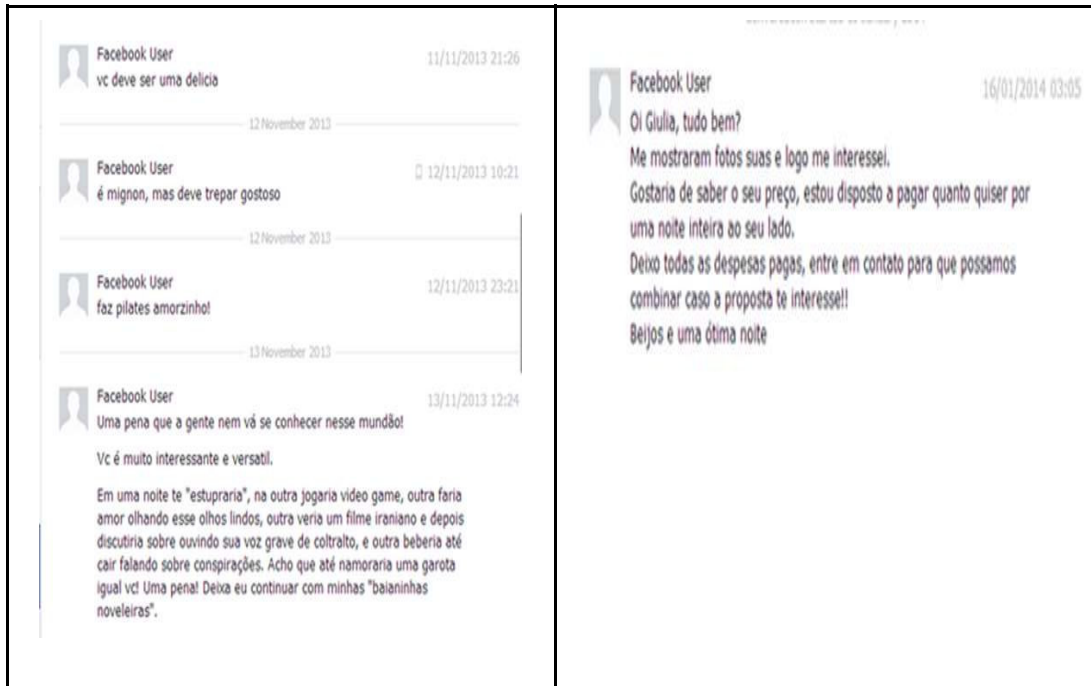 Facebook User
11/11/2013 21:26
vc deve ser uma delicia
12 November 2013
Facebook User
12/11/2013 10:21
é mignon, mas deve trepar gostoso
12 November 2013
Facebook User
12/11/2013 23:21
faz pilates amorzinho!
13 November 2013
Facebook User
13/11/2013 12:24
Uma pena que a gente nem vá se conhecer nesse mundão!
Vc é muito interessante e versatil.
Em uma noite te "estupraria", na outra jogaria video game, outra faria
amor olhando esse olhos lindos, outra veria um filme iraniano e depois
discutiria sobre ouvindo sua voz grave de coltralto, e outra beberia até
cair falando sobre conspirações. Acho que até namoraria uma garota
igual vc! Uma pena! Deixa eu continuar com minhas "baianinhas
noveleiras".
Facebook User
16/01/2014 03:05
Oi Giulia, tudo bem?
Me mostraram fotos suas e logo me interessei.
Gostaria de saber o seu preço, estou disposto a pagar quanto quiser por
uma noite inteira ao seu lado.
Deixo todas as despesas pagas, entre em contato para que possamos
combinar caso a proposta te interesse!!
Beijos e uma ótima noite